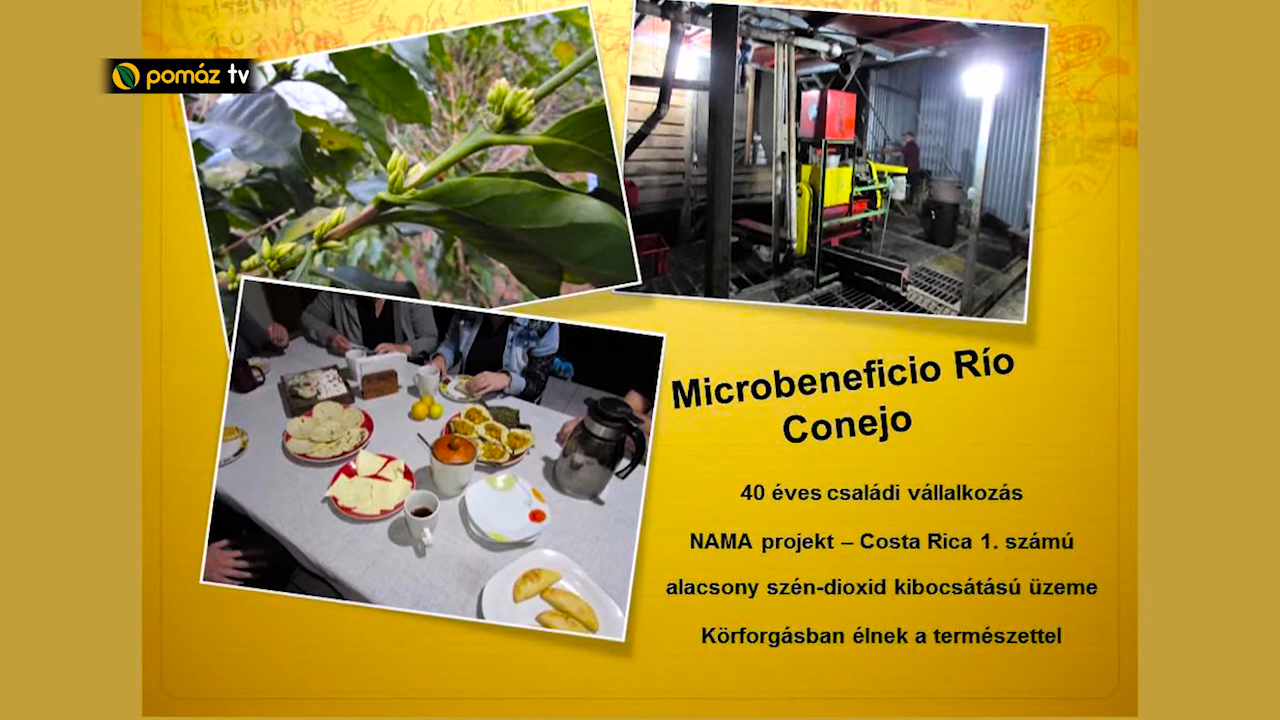 pomáz tv
Microbeneficio Río
Conejo
40 éves családi vállalkozás
NAMA projekt – Costa Rica 1. számú
alacsony szén-dioxid kibocsátású üzeme
Körforgásban élnek a természettel